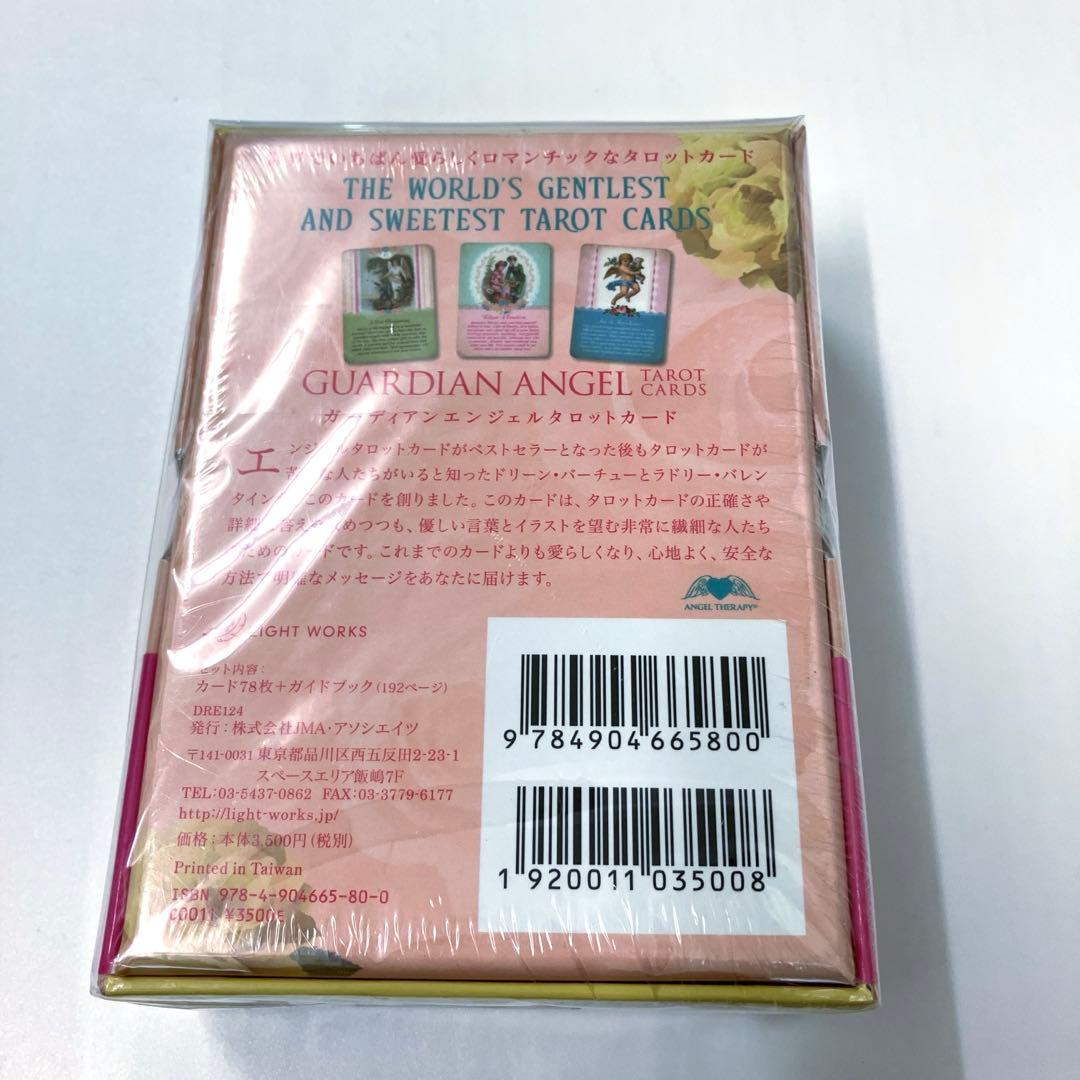 いちばん愛らしくロマンチックなタロットカード
THE WORLD'S GENTLEST
AND SWEETEST TAROT CARDS
GUARDIAN ANGEL TAROT CARDS
ガーディアンエンジェルタロットカード
エンジェルタロットカードがベストセラーとなった後もタロットカードが
苦手な人たちがいると知ったドリーン・バーチューとラドリー・バレン
タインが、このカードを創りました。このカードは、タロットカードの正確さや
詳細な答えを求めつつも、優しい言葉とイラストを望む非常に繊細な人たち
のためのカードです。これまでのカードよりも愛らしくなり、心地よく、安全な
方法で明確なメッセージをあなたに届けます。
ANGEL THERAPY®
LIGHT WORKS
セット内容:
カード78枚+ガイドブック(192ページ)
DRE124
発行:株式会社JMA・アソシエイツ
〒141-0031 東京都品川区西五反田2-23-1
スペースエリア飯嶋7F
TEL:03-5437-0862 FAX:03-3779-6177
http://light-works.jp/
価格:本体3,500円(税別)
Printed in Taiwan
ISBN 978-4-904665-80-0
C0011 ¥3500E
9 784904 665800
1 920011 035008